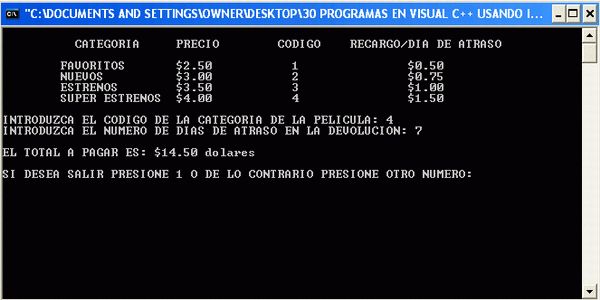 "C:\DOCUMENTS AND SETTINGS\OWNER\DESKTOP\30 PROGRAMAS EN VISUAL C++ USANDO I...
CATEGORIA PRECIO CODIGO RECARGO/DIA DE ATRASO
FAVORITOS $2.50 1 $0.50
NUEVOS $3.00 2 $0.75
ESTRENOS $3.50 3 $1.00
SUPER ESTRENOS $4.00 4 $1.50
INTRODUZCA EL CODIGO DE LA CATEGORIA DE LA PELICULA: 4
INTRODUZCA EL NUMERO DE DIAS DE ATRASO EN LA DEVOLUCION: 7
EL TOTAL A PAGAR ES: $14.50 dolares
SI DESEA SALIR PRESIONE 1 O DE LO CONTRARIO PRESIONE OTRO NUMERO: